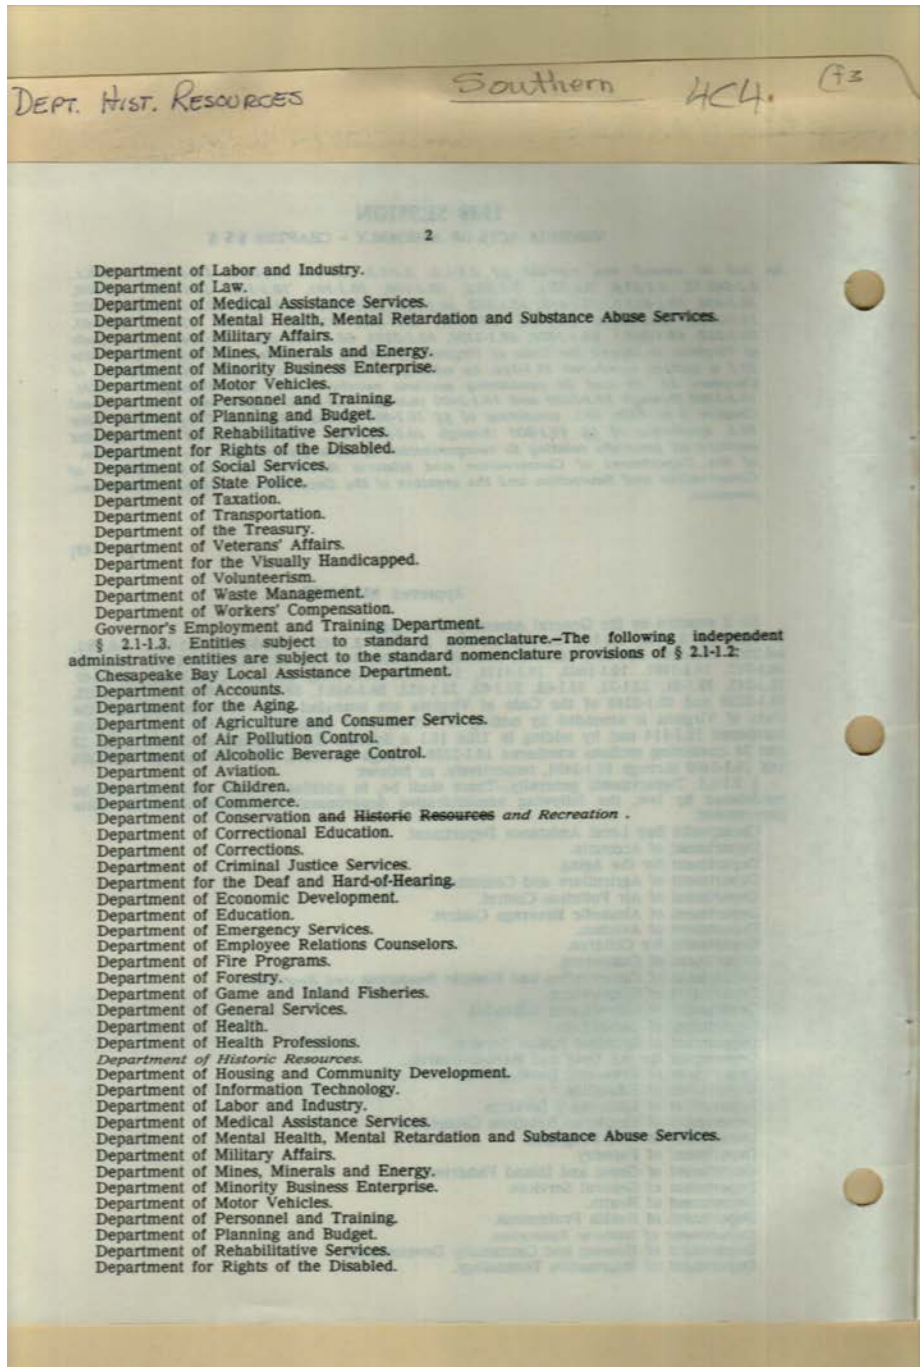 DEPT. HIST. RESOURCES
Southern
4C4.
2
Department of Labor and Industry.
Department of Law.
Department of Medical Assistance Services.
Department of Mental Health, Mental Retardation and Substance Abuse Services.
Department of Military Affairs.
Department of Mines, Minerals and Energy.
Department of Minority Business Enterprise.
Department of Motor Vehicles.
Department of Personnel and Training.
Department of Planning and Budget.
Department of Rehabilitative Services.
Department for Rights of the Disabled.
Department of Social Services.
Department of State Police.
Department of Taxation.
Department of Transportation.
Department of the Treasury.
Department of Veterans' Affairs.
Department for the Visually Handicapped.
Department of Volunteerism.
Department of Waste Management.
Department of Workers' Compensation.
Governor's Employment and Training Department.
§ 2.1-1.3. Entities subject to standard nomenclature.–The following independent
administrative entities are subject to the standard nomenclature provisions of § 2.1-1.2:
Chesapeake Bay Local Assistance Department.
Department of Accounts.
Department for the Aging.
Department of Agriculture and Consumer Services.
Department of Air Pollution Control.
Department of Alcoholic Beverage Control.
Department of Aviation.
Department for Children.
Department of Commerce.
Department of Conservation and Historic Resources and Recreation .
Department of Correctional Education.
Department of Corrections.
Department of Criminal Justice Services.
Department for the Deaf and Hard-of-Hearing.
Department of Economic Development.
Department of Education.
Department of Emergency Services.
Department of Employee Relations Counselors.
Department of Fire Programs.
Department of Forestry.
Department of Game and Inland Fisheries.
Department of General Services.
Department of Health.
Department of Health Professions.
Department of Historic Resources.
Department of Housing and Community Development.
Department of Information Technology.
Department of Labor and Industry.
Department of Medical Assistance Services.
Department of Mental Health, Mental Retardation and Substance Abuse Services.
Department of Military Affairs.
Department of Mines, Minerals and Energy.
Department of Minority Business Enterprise.
Department of Motor Vehicles.
Department of Personnel and Training.
Department of Planning and Budget.
Department of Rehabilitative Services.
Department for Rights of the Disabled.